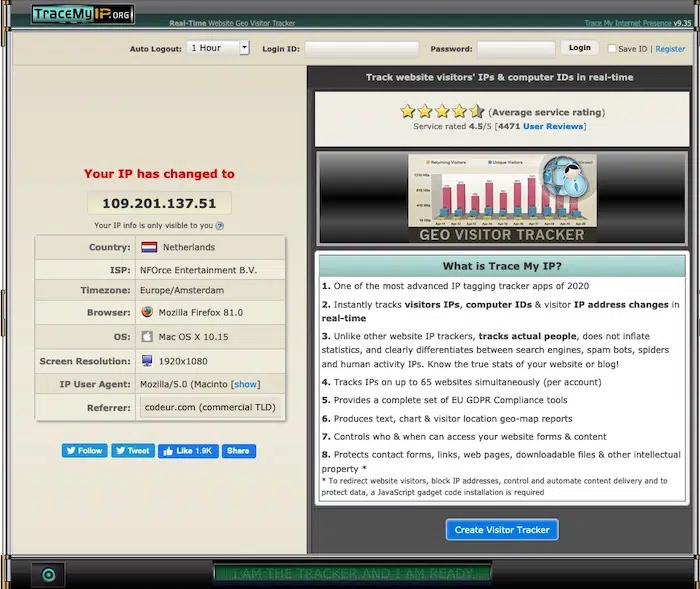 TraceMyIP.ORG
Real-Time Website Geo Visitor Tracker
Trace My Internet Presence v9.35
Auto Logout: 1 Hour Login ID: Password: Login Save ID | Register
Your IP has changed to
109.201.137.51
Your IP info is only visible to you ?
Country: Netherlands
ISP: NFOrce Entertainment B.V.
Timezone: Europe/Amsterdam
Browser: Mozilla Firefox 81.0
OS: Mac OS X 10.15
Screen Resolution: 1920x1080
IP User Agent: Mozilla/5.0 (Macinto [show]
Referrer: codeur.com (commercial TLD)
Follow Tweet Like 1.9K Share
Track website visitors' IPs & computer IDs in real-time
(Average service rating)
Service rated 4.5/5 [4471 User Reviews]
Returning Visitors Unique Visitors
GEO VISITOR TRACKER
What is Trace My IP?
1. One of the most advanced IP tagging tracker apps of 2020
2. Instantly tracks visitors IPs, computer IDs & visitor IP address changes in
real-time
3. Unlike other website IP trackers, tracks actual people, does not inflate
statistics, and clearly differentiates between search engines, spam bots, spiders
and human activity IPs. Know the true stats of your website or blog!
4. Tracks IPs on up to 65 websites simultaneously (per account)
5. Provides a complete set of EU GDPR Compliance tools
6. Produces text, chart & visitor location geo-map reports
7. Controls who & when can access your website forms & content
8. Protects contact forms, links, web pages, downloadable files & other intellectual
property *
* To redirect website visitors, block IP addresses, control and automate content delivery and to
protect data, a JavaScript gadget code installation is required
Create Visitor Tracker
I AM THE TRACKER AND I AM READY.